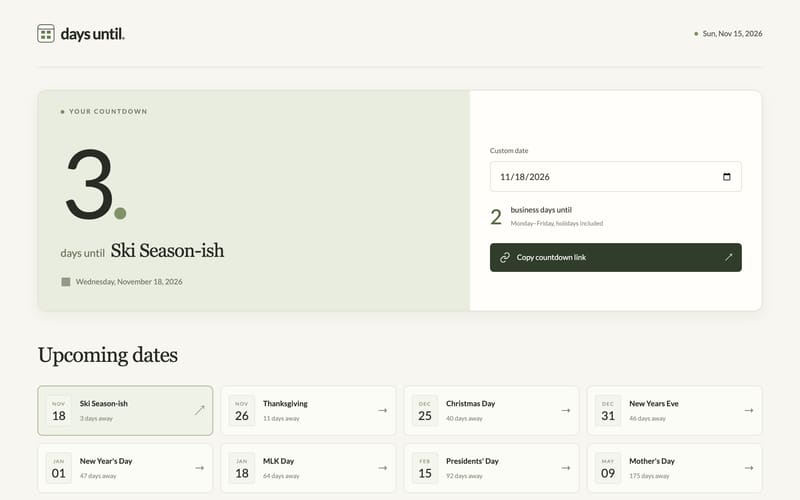 days until.
Sun, Nov 15, 2026
YOUR COUNTDOWN
3.
days until Ski Season-ish
Wednesday, November 18, 2026
Custom date
11/18/2026
2 business days until
Monday–Friday, holidays included
Copy countdown link
Upcoming dates
NOV
18
Ski Season-ish
3 days away
NOV
26
Thanksgiving
11 days away
DEC
25
Christmas Day
40 days away
DEC
31
New Years Eve
46 days away
JAN
01
New Year's Day
47 days away
JAN
18
MLK Day
64 days away
FEB
15
Presidents' Day
92 days away
MAY
09
Mother's Day
175 days away